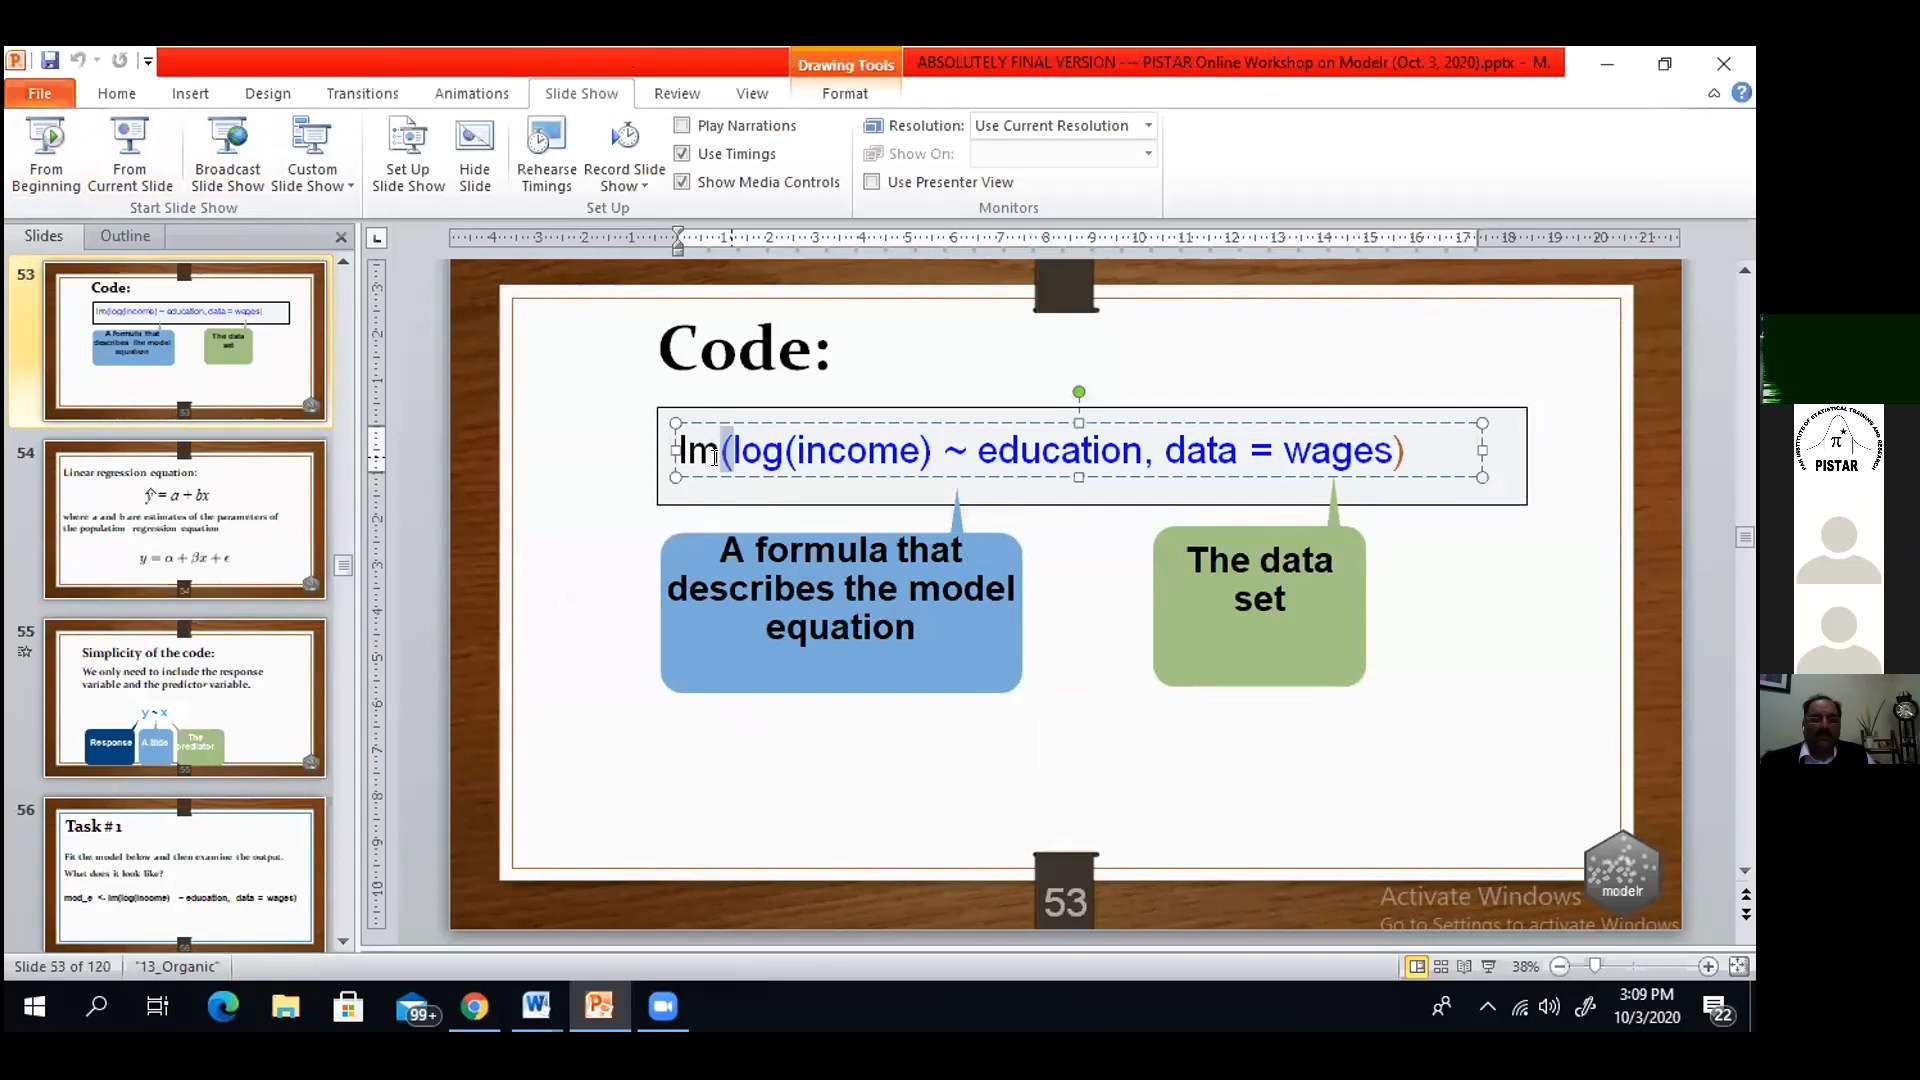 Drawing Tools
ABSOLUTELY FINAL VERSION --- PISTAR Online Workshop on Modelr (Oct. 3, 2020).pptx - M.
File
Home
Insert
Design
Transitions
Animations
Slide Show
Review
View
Format
From Beginning
From Current Slide
Broadcast Slide Show
Custom Slide Show
Set Up Slide Show
Hide Slide
Rehearse Timings
Record Slide Show
Play Narrations
Use Timings
Show Media Controls
Resolution:
Use Current Resolution
Show On:
Use Presenter View
Start Slide Show
Set Up
Monitors
Slides
Outline
53
Code:
lm(log(income) ~ education, data = wages)
A formula that
describes the model
equation
The data
set
53
54
Linear regression equation:
ŷ = a + bx
where a and b are estimates of the parameters of
the population regression equation
y = α + βx + ϵ
54
55
Simplicity of the code:
We only need to include the response
variable and the predictor variable.
y ~ x
Response
A tilde
The
predictor
55
56
Task #1
Fit the model below and then examine the output.
What does it look like?
mod_e <- lm(log(income) ~ education, data = wages)
56
Code:
lm(log(income) ~ education, data = wages)
A formula that
describes the model
equation
The data
set
53
modelr
Activate Windows
Go to Settings to activate Windows
PISTAR
Slide 53 of 120
"13_Organic"
38%
99+
3:09 PM
10/3/2020
22